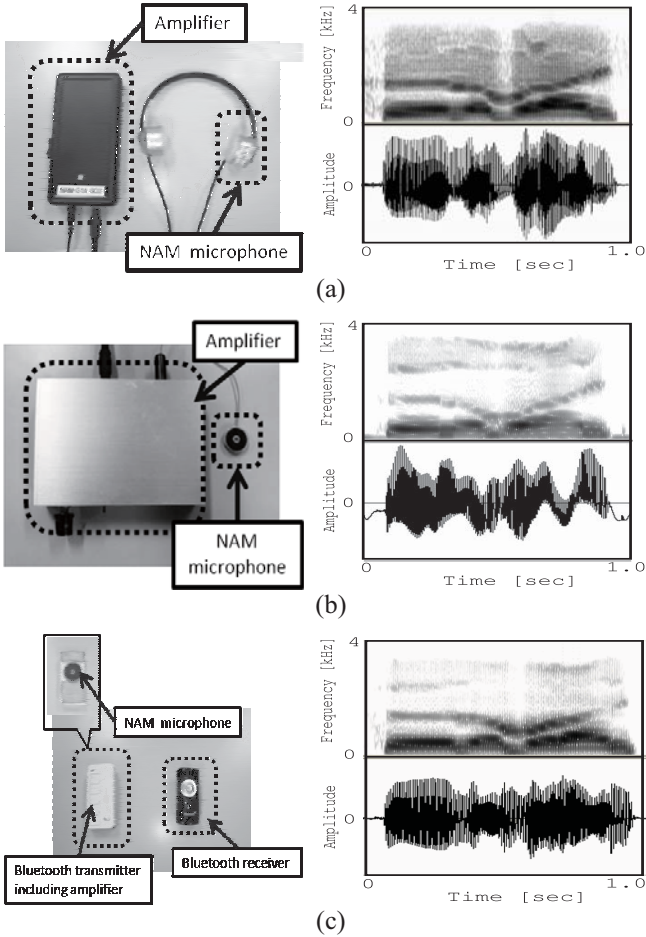 Amplifier
NAM microphone
4
Frequency [kHz]
0
Amplitude
0
0
1.0
Time [sec]
(a)
Amplifier
NAM
microphone
4
Frequency [kHz]
0
Amplitude
0
0
1.0
Time [sec]
(b)
NAM microphone
Bluetooth transmitter
including amplifier
Bluetooth receiver
4
Frequency [kHz]
0
Amplitude
0
0
1.0
Time [sec]
(c)